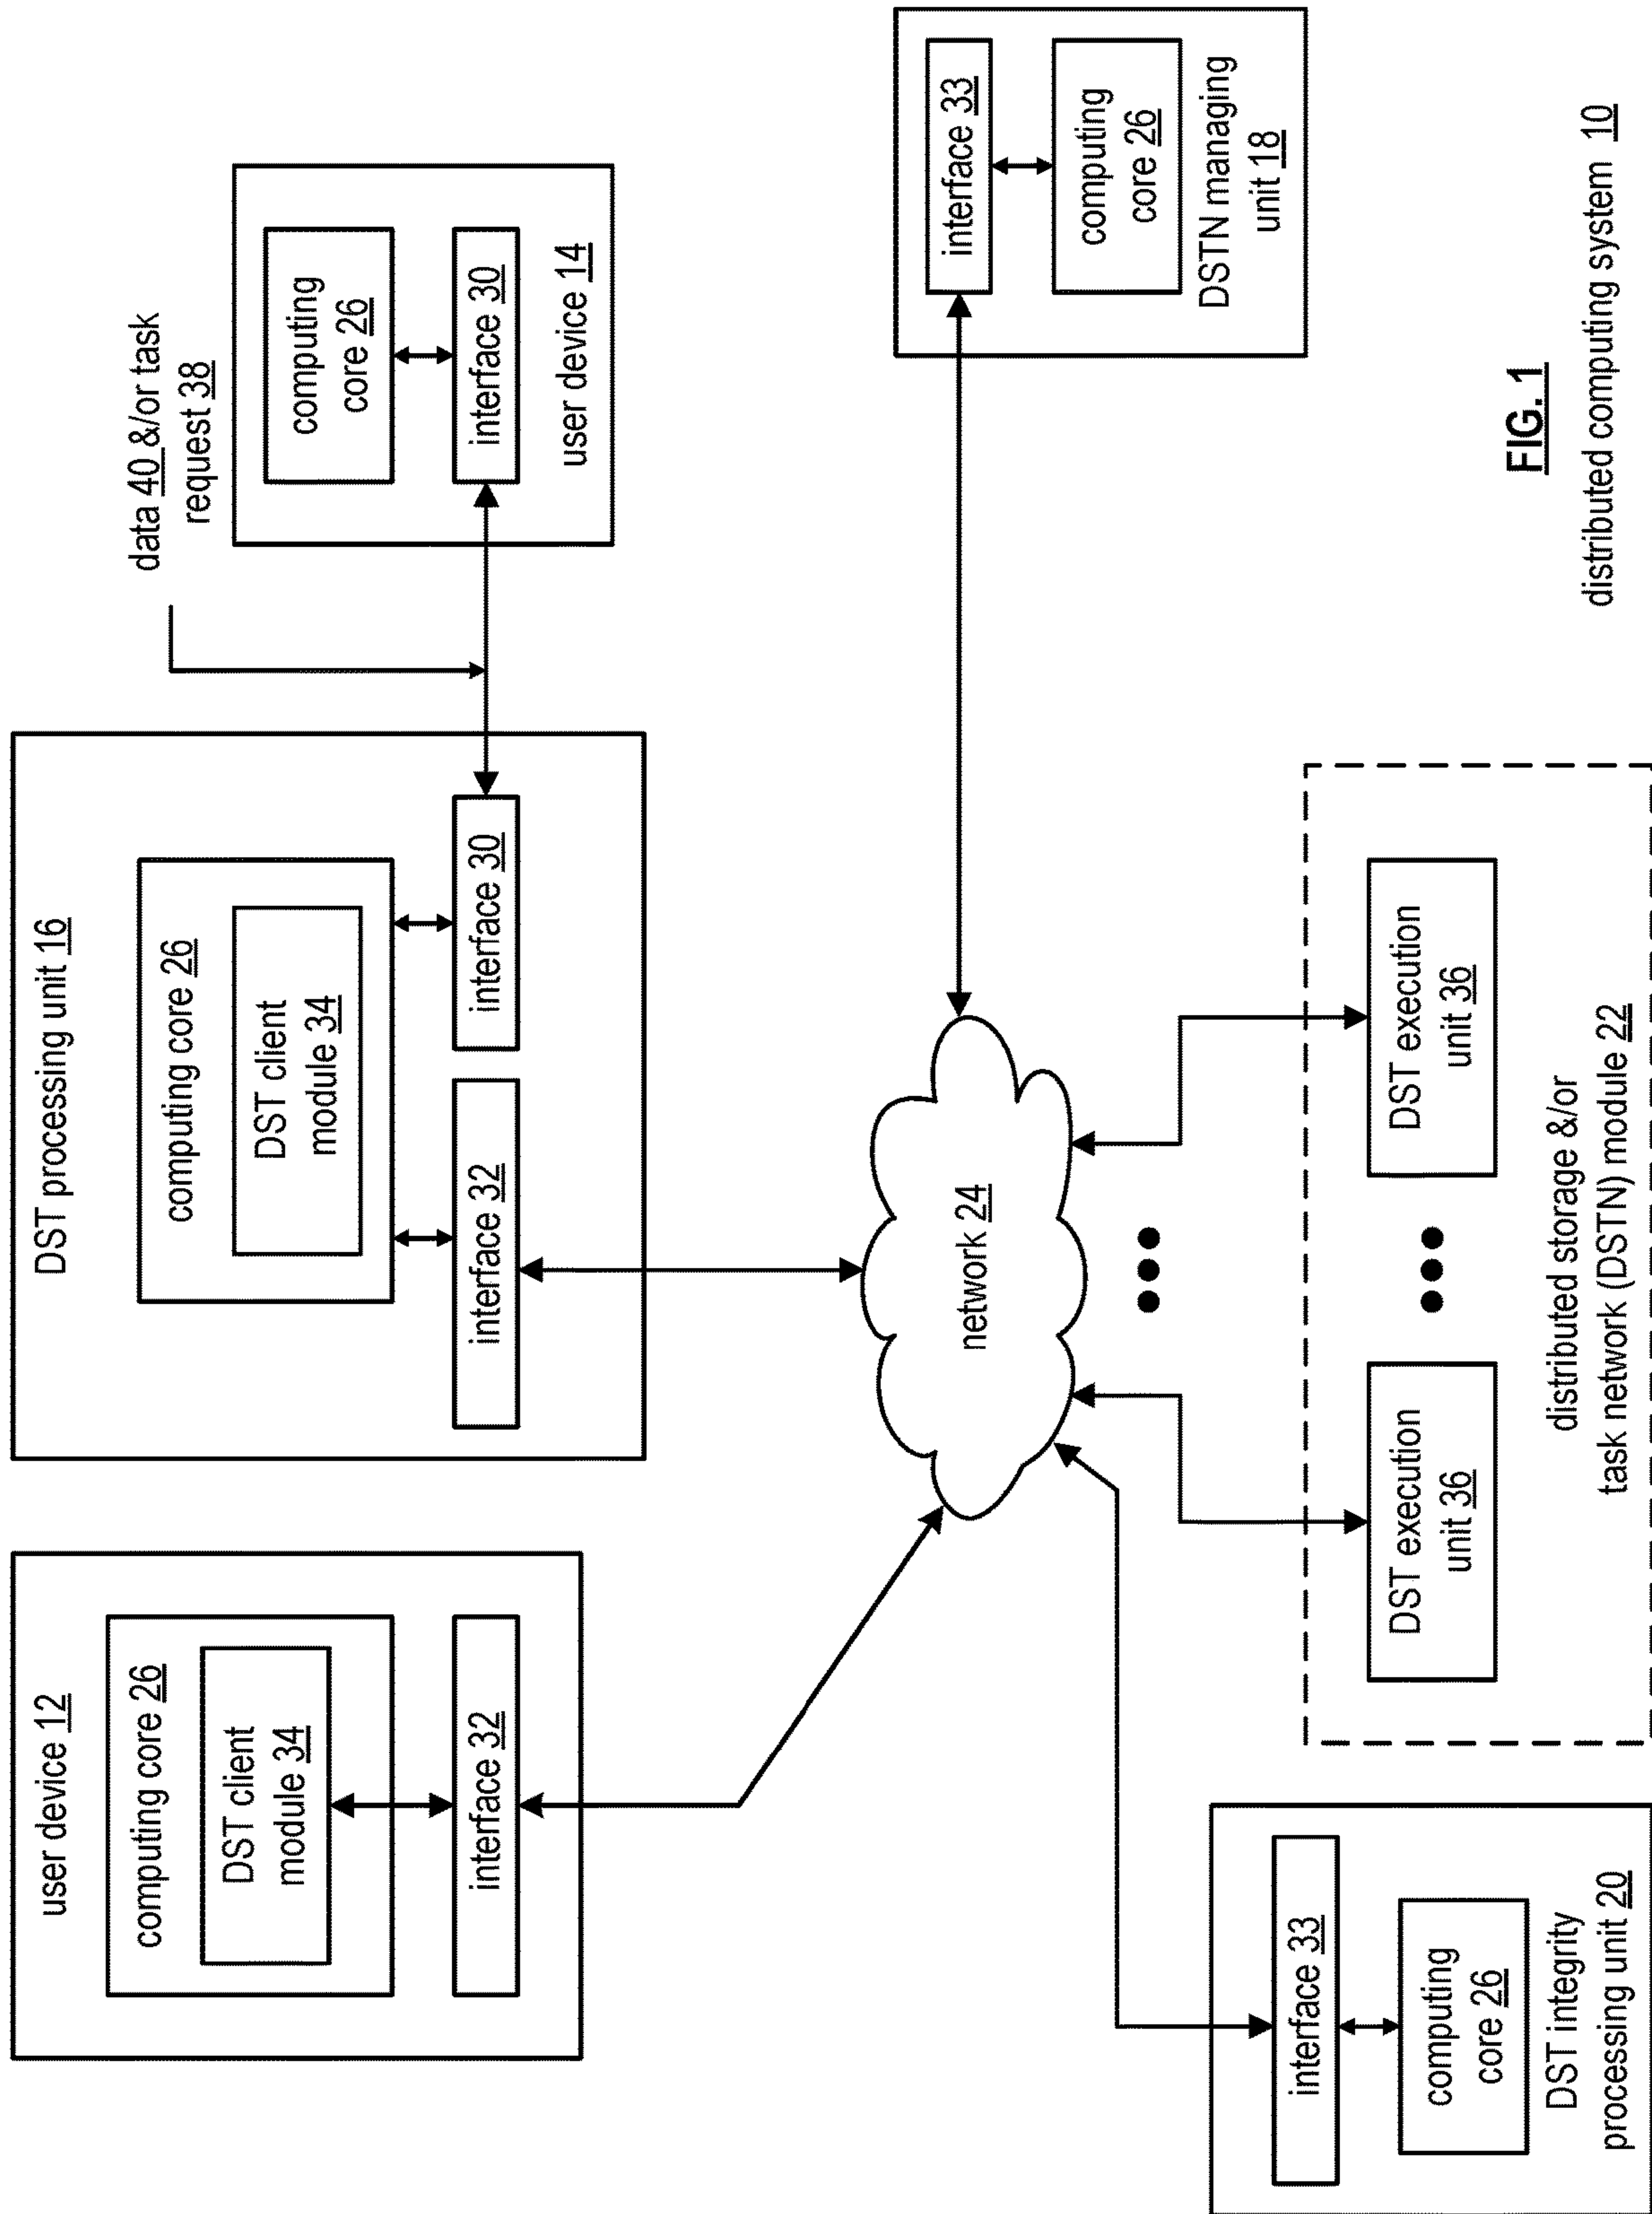 user device 12
computing core 26
DST client
module 34
interface 32
DST processing unit 16
computing core 26
DST client
module 34
interface 32
interface 30
data 40 &/or task
request 38
computing
core 26
interface 30
user device 14
network 24
interface 33
computing
core 26
DSTN managing
unit 18
interface 33
computing
core 26
DST integrity
processing unit 20
DST execution
unit 36
DST execution
unit 36
distributed storage &/or
task network (DSTN) module 22
FIG. 1
distributed computing system 10